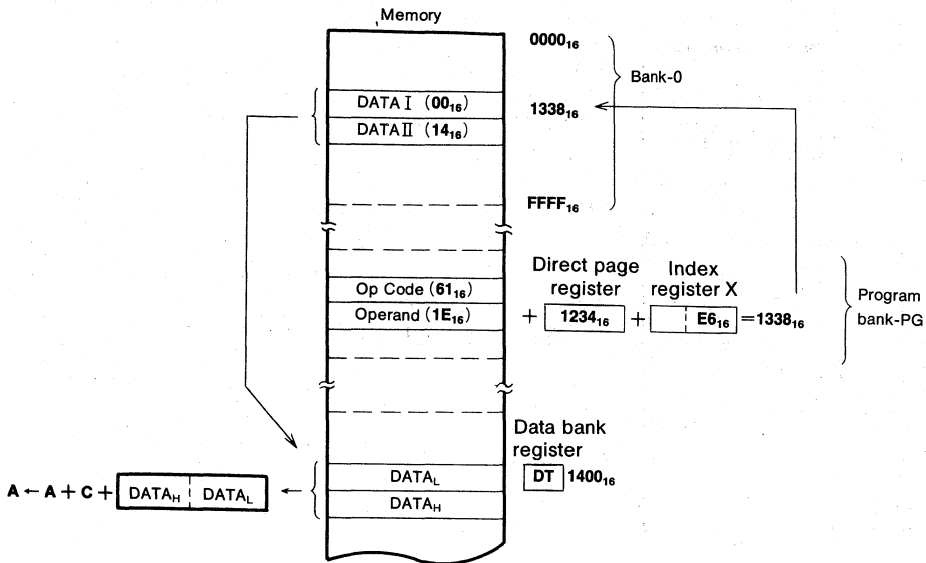 Memory
0000₁₆
Bank-0
DATA I (00₁₆)
1338₁₆
DATA II (14₁₆)
FFFF₁₆
Direct page register
Index register X
Op Code (61₁₆)
Operand (1E₁₆)
+ 1234₁₆ + E6₁₆ = 1338₁₆
Program bank-PG
Data bank register
DATA_L
DT 1400₁₆
A ← A + C + DATA_H DATA_L ←
DATA_H